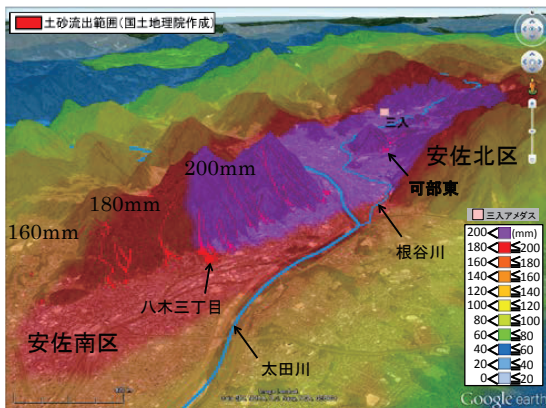 土砂流出範囲(国土地理院作成)
三入
安佐北区
可部東
200mm
180mm
160mm
三入アメダス
根谷川
八木三丁目
安佐南区
太田川
200< (mm)
180< ≦200
160< ≦180
140< ≦160
120< ≦140
100< ≦120
80< ≦100
60< ≦80
40< ≦60
20< ≦40
0< ≦20
Google earth